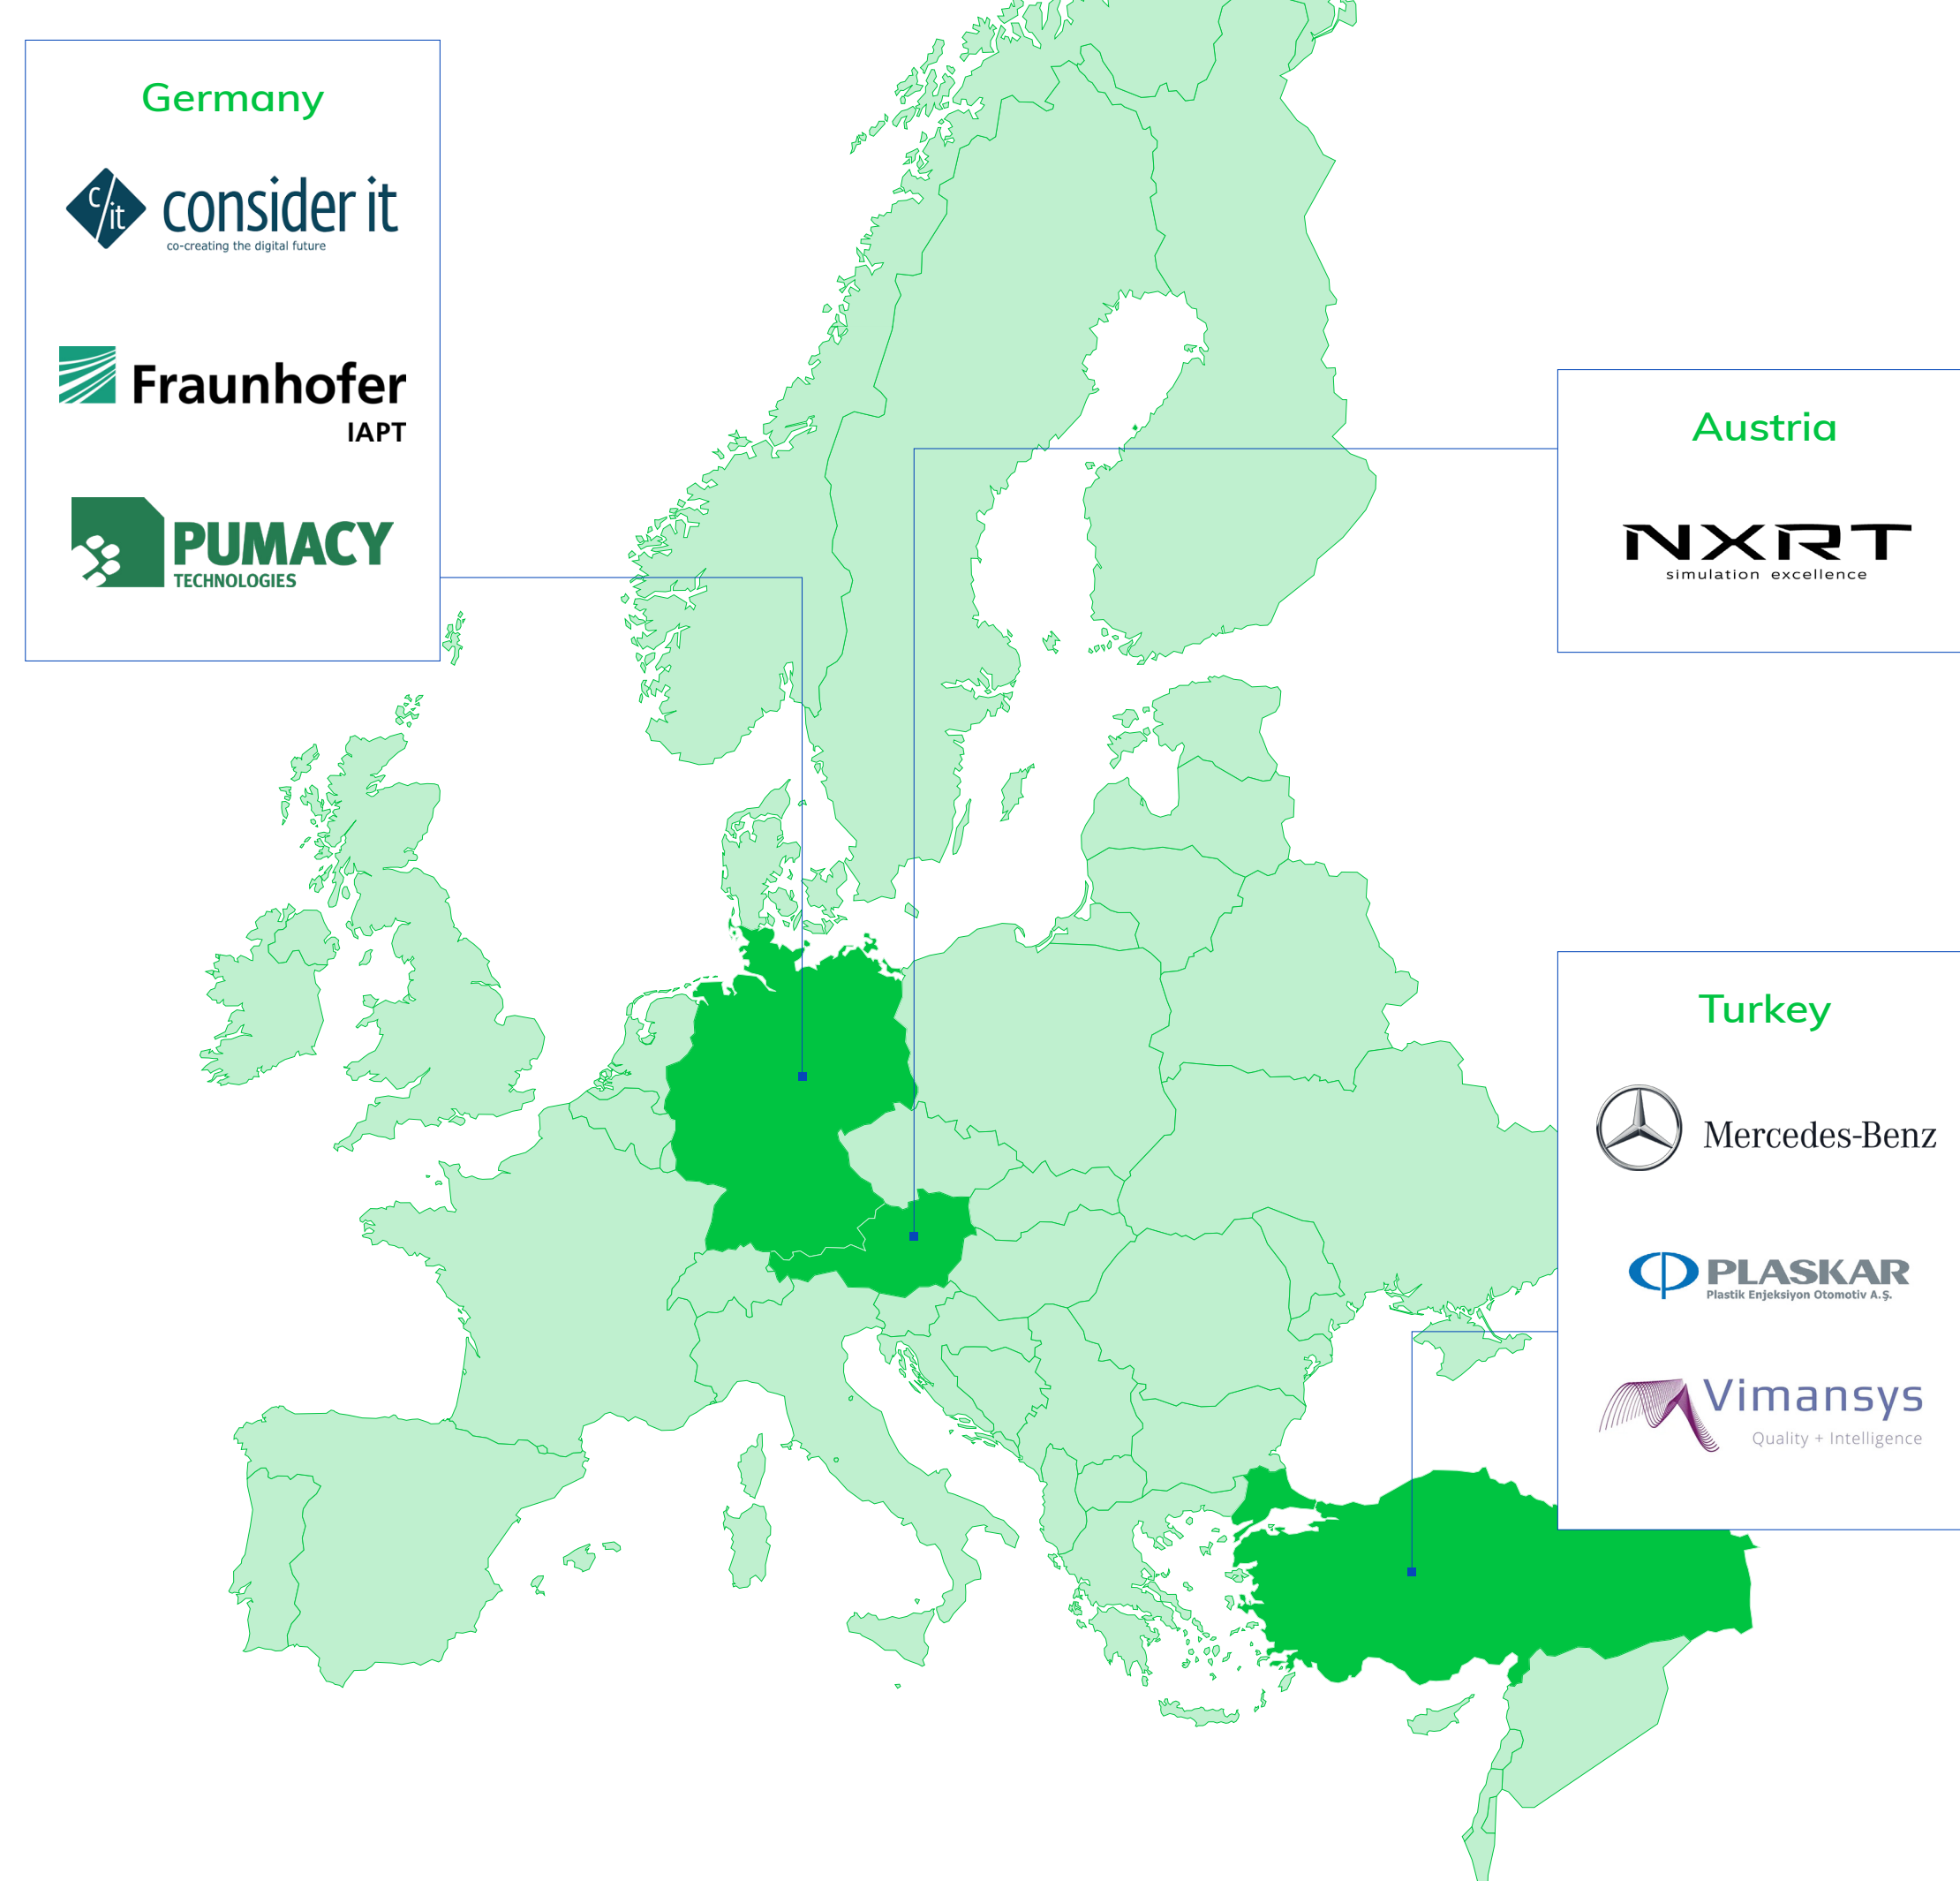 Germany
c/it
consider it
co-creating the digital future
Fraunhofer
IAPT
PUMACY
TECHNOLOGIES
Austria
NXRT
simulation excellence
Turkey
Mercedes-Benz
PLASKAR
Plastik Enjeksiyon Otomotiv A.Ş.
Vimansys
Quality + Intelligence